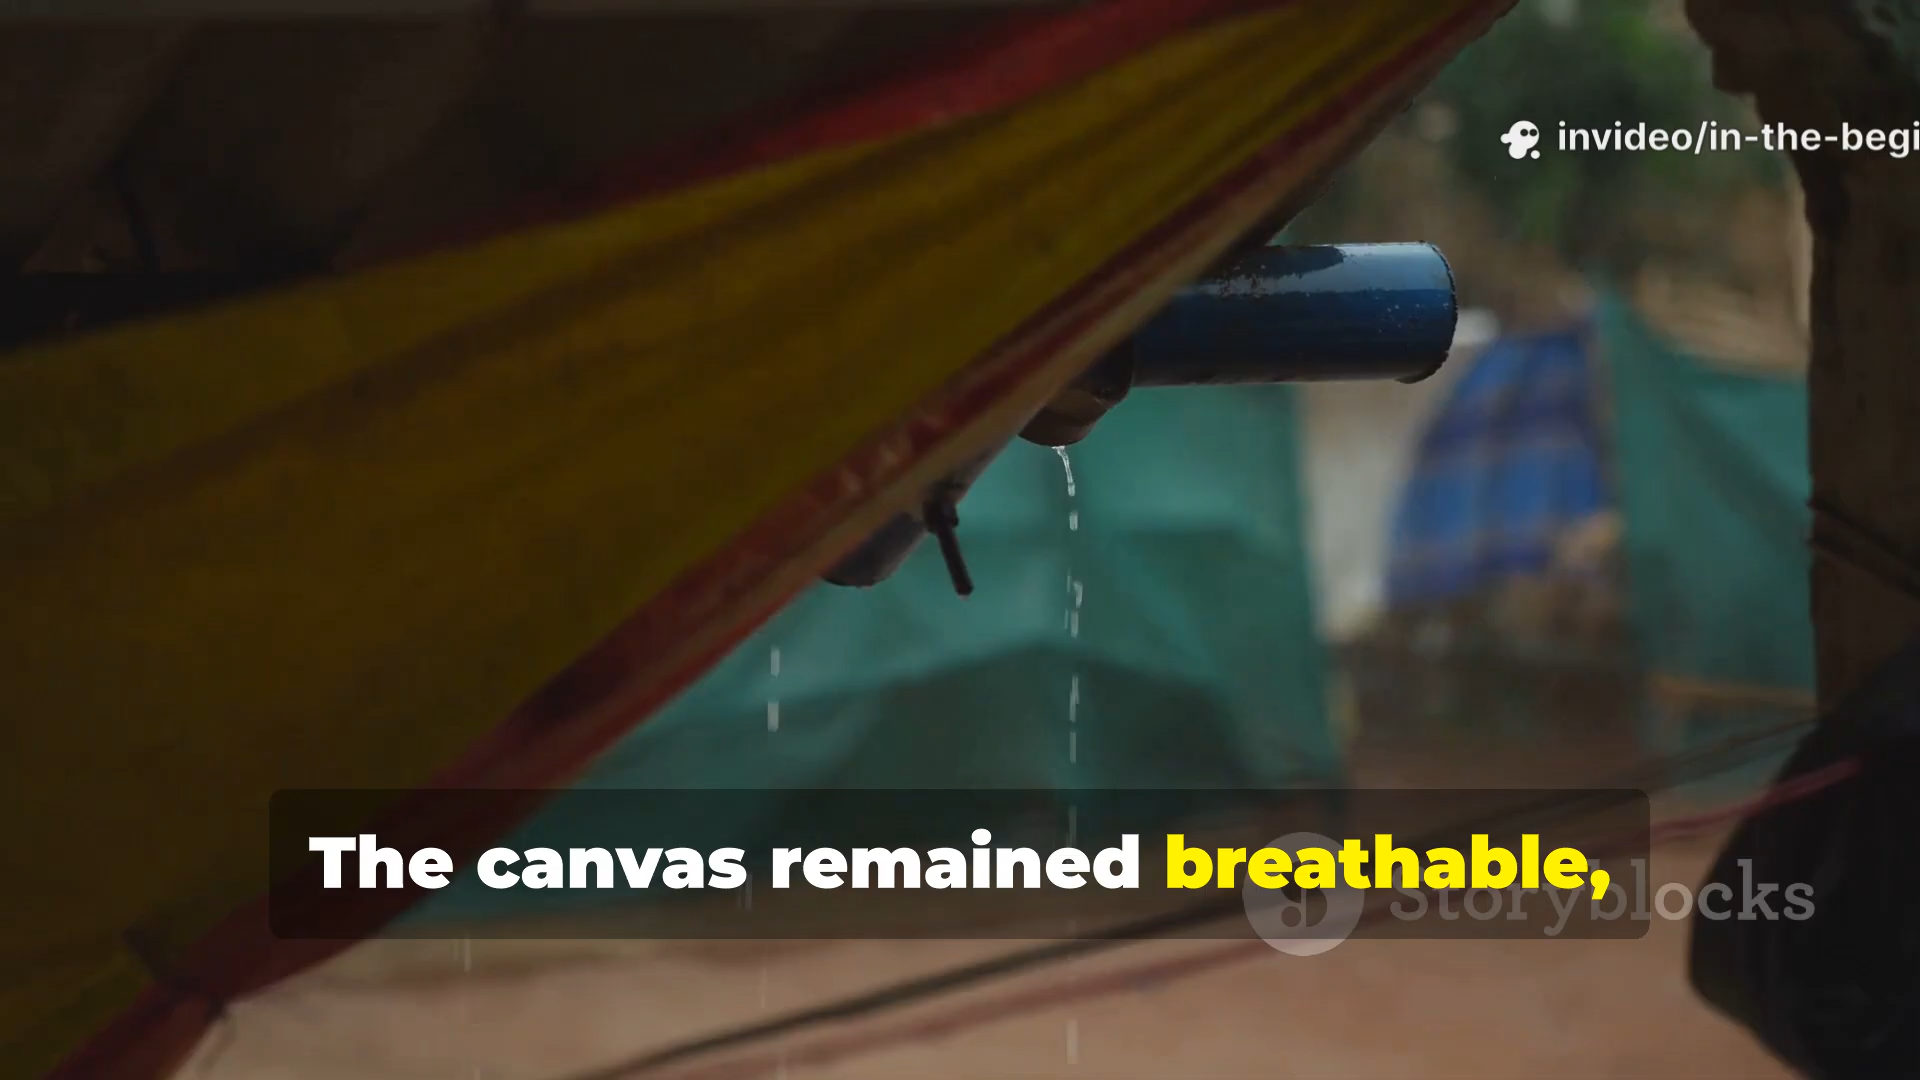 invideo/in-the-begi
The canvas remained breathable,
Storyblocks